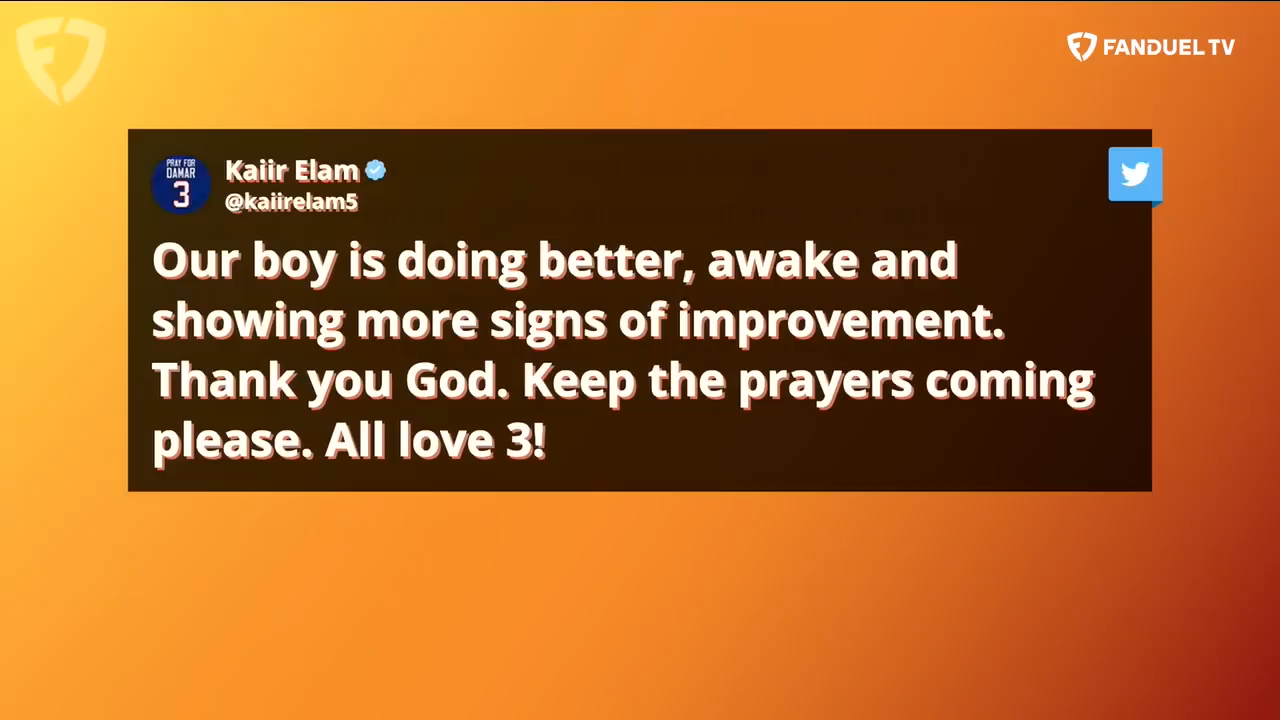 FANDUEL TV
PRAY FOR
DAMAR
3
Kaiir Elam
@kaiirelam5
Our boy is doing better, awake and
showing more signs of improvement.
Thank you God. Keep the prayers coming
please. All love 3!